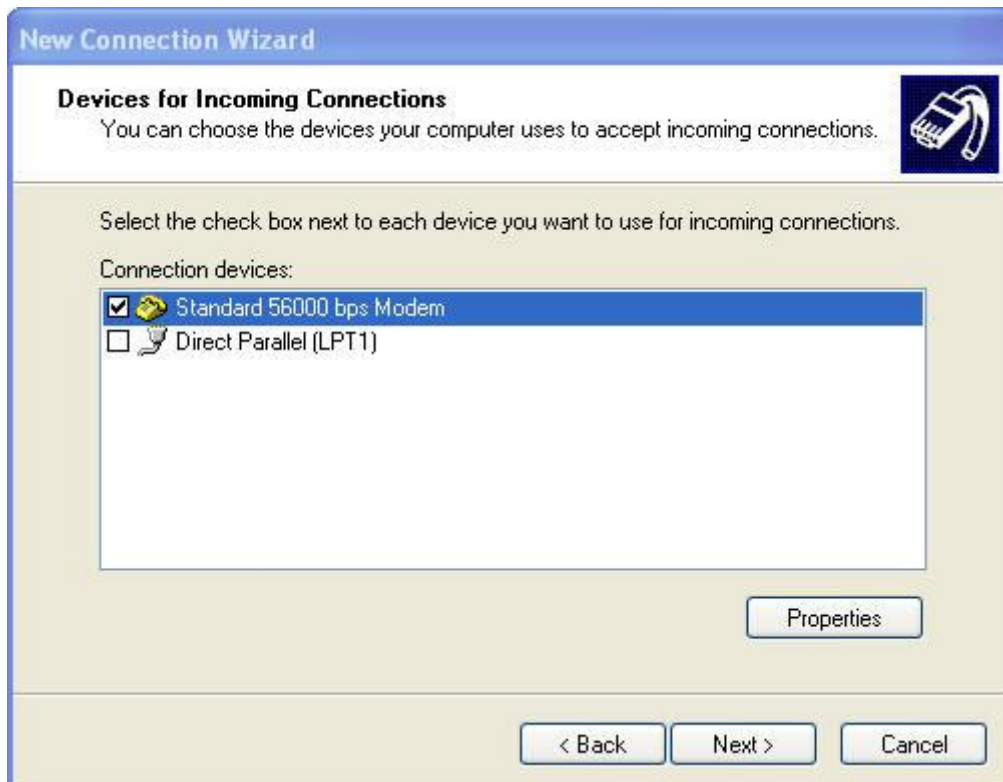 New Connection Wizard
Devices for Incoming Connections
You can choose the devices your computer uses to accept incoming connections.
Select the check box next to each device you want to use for incoming connections.
Connection devices:
Standard 56000 bps Modem
Direct Parallel (LPT1)
Properties
< Back Next > Cancel